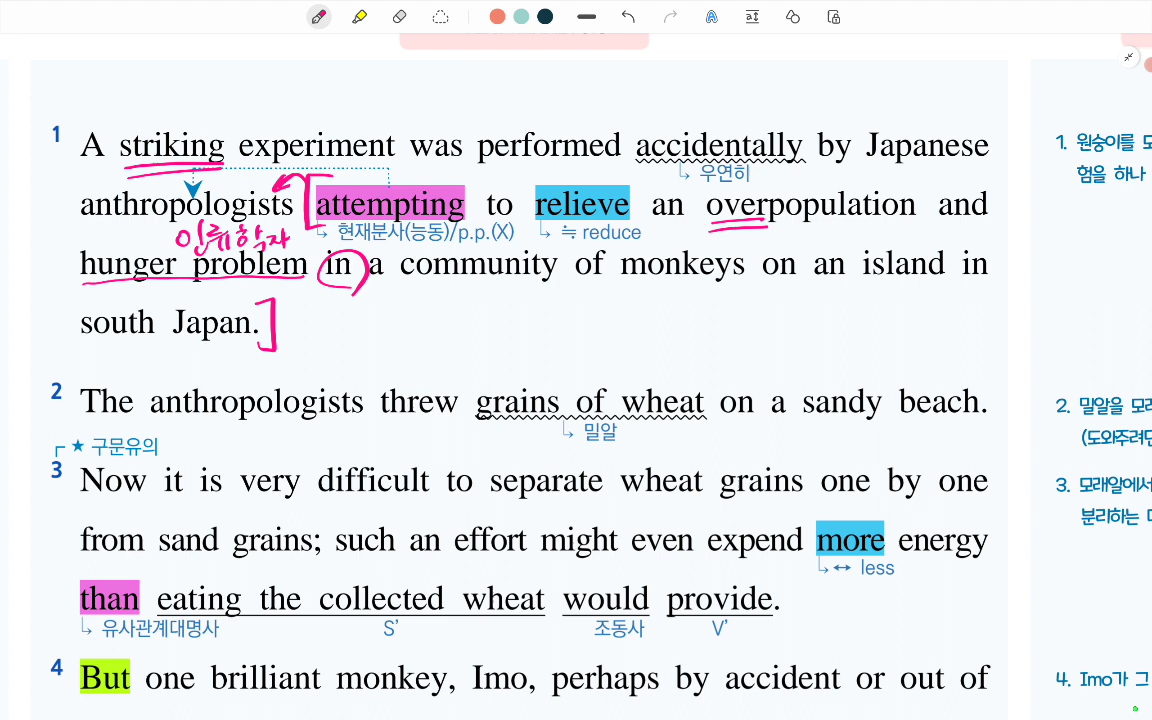 1 A striking experiment was performed accidentally by Japanese
↳ 우연히
anthropologists attempting to relieve an overpopulation and
인류학자
↳ 현재분사(능동)/p.p.(X) ↳ ≒ reduce
hunger problem in a community of monkeys on an island in
south Japan.
2 The anthropologists threw grains of wheat on a sandy beach.
↳ 밀알
★ 구문유의
3 Now it is very difficult to separate wheat grains one by one
from sand grains; such an effort might even expend more energy
↳ ↔ less
than eating the collected wheat would provide.
↳ 유사관계대명사 S’ 조동사 V’
4 But one brilliant monkey, Imo, perhaps by accident or out of
1. 원숭이를
험을 하나
2. 밀알을
3. 모래알에서
분리하는
4. Imo가 그